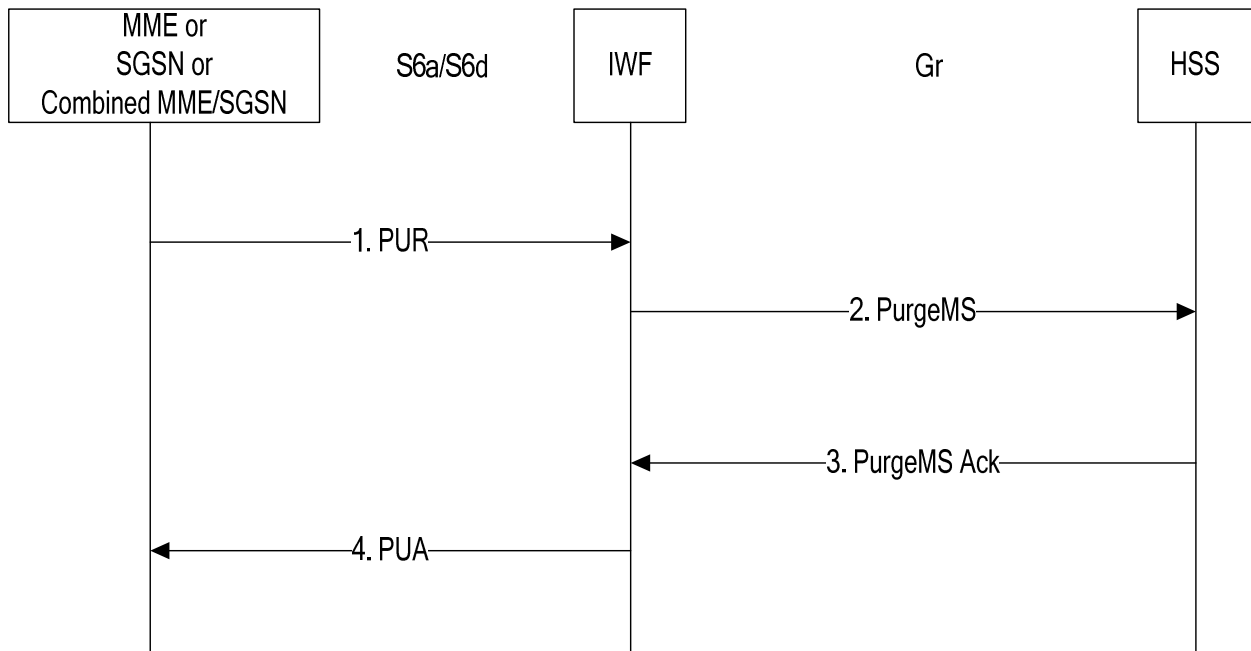 MME or
SGSN or
Combined MME/SGSN
S6a/S6d
IWF
Gr
HSS
1. PUR
2. PurgeMS
3. PurgeMS Ack
4. PUA